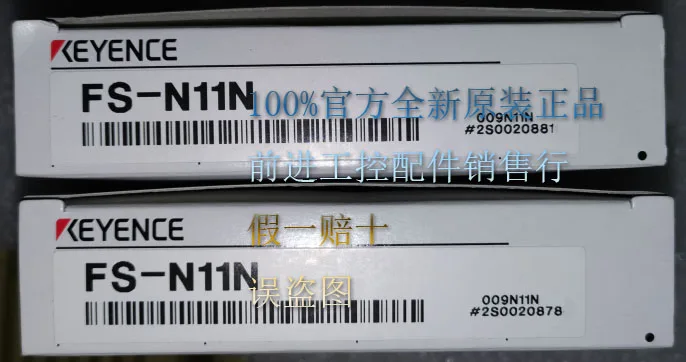 KEYENCE
FS-N11N
100%官方全新原装正品
009N11N
#2S0020881
前进工控配件销售行
KEYENCE
假一赔十
FS-N11N
误盗图
009N11N
#2S0020878